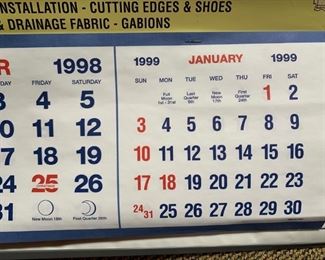 INSTALLATION - CUTTING EDGES & SHOES
& DRAINAGE FABRIC - GABIONS
R 1998
FRIDAY SATURDAY
4 5
11 12
18 19
24 25 26
CHRISTMAS
31 New Moon 18th First Quarter 26th
1999 JANUARY 1999
SUN MON TUE WED THU FRI SAT
Full Moon 1st - 31st Last Quarter 9th New Moon 17th First Quarter 24th 1 2
3 4 5 6 7 8 9
10 11 12 13 14 15 16
17 18 19 20 21 22 23
24/31 25 26 27 28 29 30